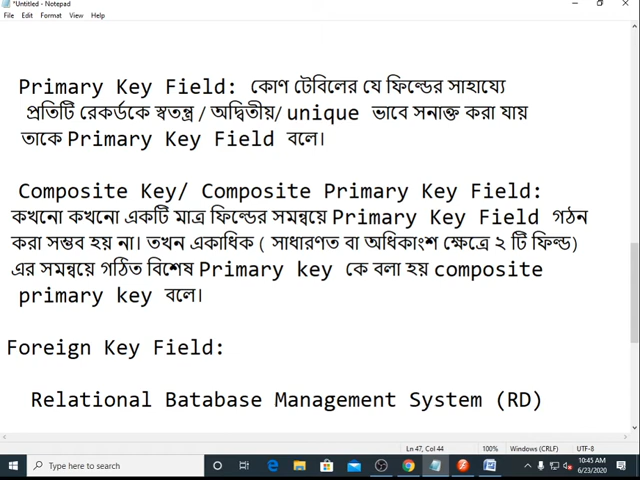 *Untitled - Notepad
File Edit Format View Help
Primary Key Field: কোণ টেবিলের যে ফিল্ডের সাহায্যে
প্রতিটি রেকর্ডকে স্বতন্ত্র / অদ্বিতীয়/ unique ভাবে সনাক্ত করা যায়
তাকে Primary Key Field বলে।
Composite Key/ Composite Primary Key Field:
কখনো কখনো একটি মাত্র ফিল্ডের সমন্বয়ে Primary Key Field গঠন
করা সম্ভব হয় না। তখন একাধিক ( সাধারণত বা অধিকাংশ ক্ষেত্রে ২ টি ফিল্ড)
এর সমন্বয়ে গঠিত বিশেষ Primary key কে বলা হয় composite
primary key বলে।
Foreign Key Field:
Relational Batabase Management System (RD)
Ln 47, Col 44 100% Windows (CRLF) UTF-8
Type here to search
10:45 AM
6/23/2020